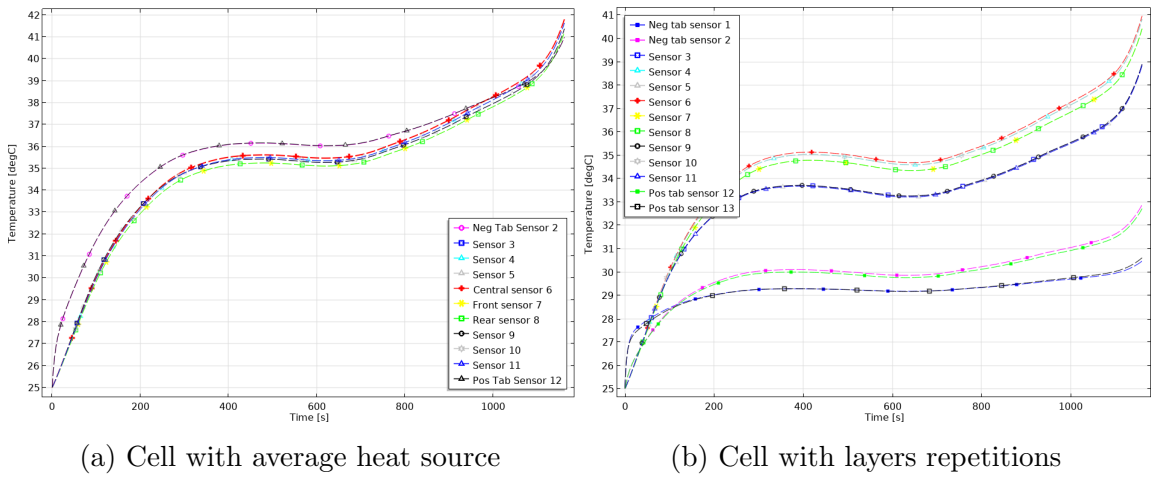 42
41
40
39
38
37
36
35
34
33
32
31
30
29
28
27
26
25
Temperature [degC]
0
200
400
600
800
1000
Time [s]
Neg Tab Sensor 2
Sensor 3
Sensor 4
Sensor 5
Central sensor 6
Front sensor 7
Rear sensor 8
Sensor 9
Sensor 10
Sensor 11
Pos Tab Sensor 12
(a) Cell with average heat source
41
40
39
38
37
36
35
34
33
32
31
30
29
28
27
26
25
Temperature [degC]
0
200
400
600
800
1000
Time [s]
Neg tab sensor 1
Neg tab sensor 2
Sensor 3
Sensor 4
Sensor 5
Sensor 6
Sensor 7
Sensor 8
Sensor 9
Sensor 10
Sensor 11
Pos tab sensor 12
Pos tab sensor 13
(b) Cell with layers repetitions